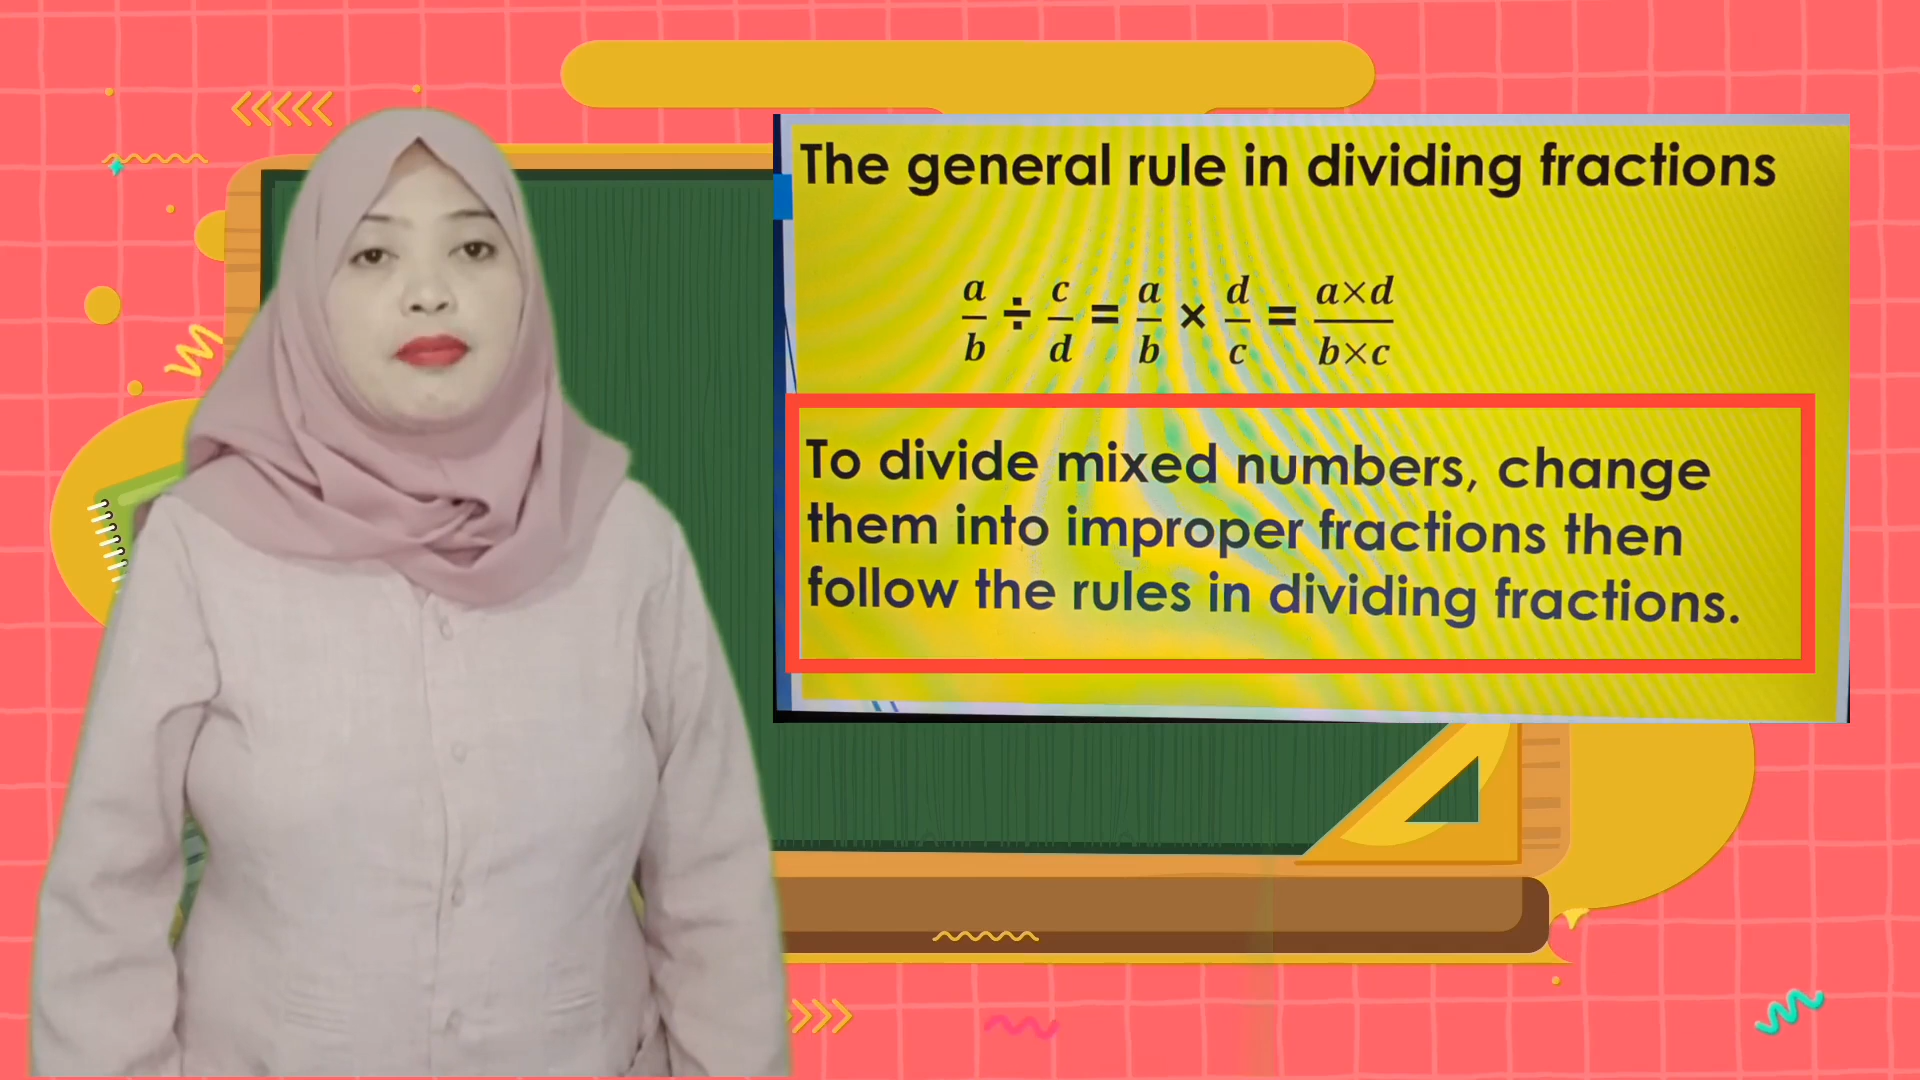 The general rule in dividing fractions
a/b ÷ c/d = a/b × d/c = a×d/b×c
To divide mixed numbers, change
them into improper fractions then
follow the rules in dividing fractions.